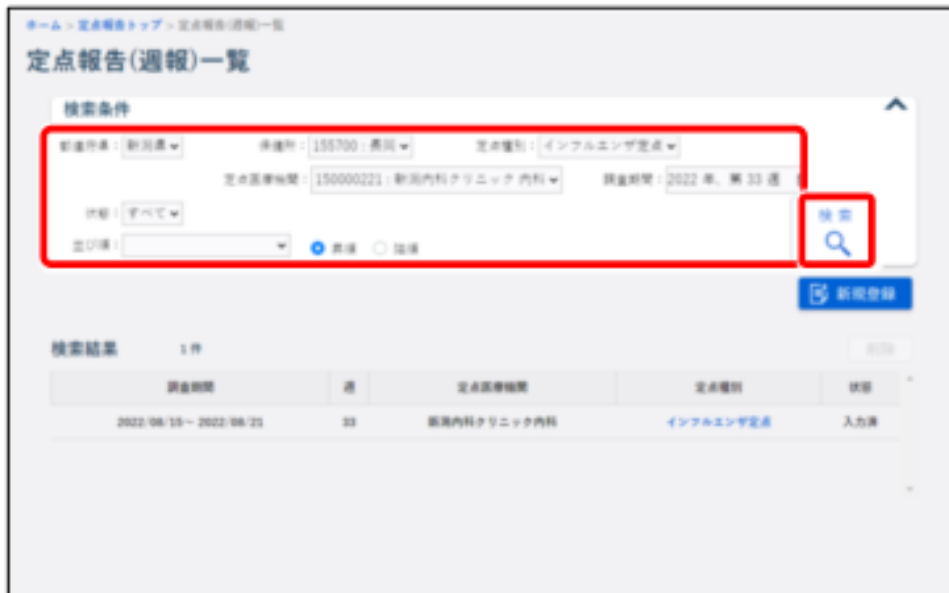 ホーム > 定点報告トップ > 定点報告(週報)一覧
定点報告(週報)一覧
検索条件
都道府県：新潟県 保健所：155700：長岡 定点種別：インフルエンザ定点
定点医療機関：150000221：新潟内科クリニック 内科 調査期間：2022 年、第 33 週
状態：すべて
検索
並び順： 昇順 降順
新規登録
検索結果 1 件 削除
調査期間 週 定点医療機関 定点種別 状態
2022/08/15～ 2022/08/21 33 新潟内科クリニック内科 インフルエンザ定点 入力済